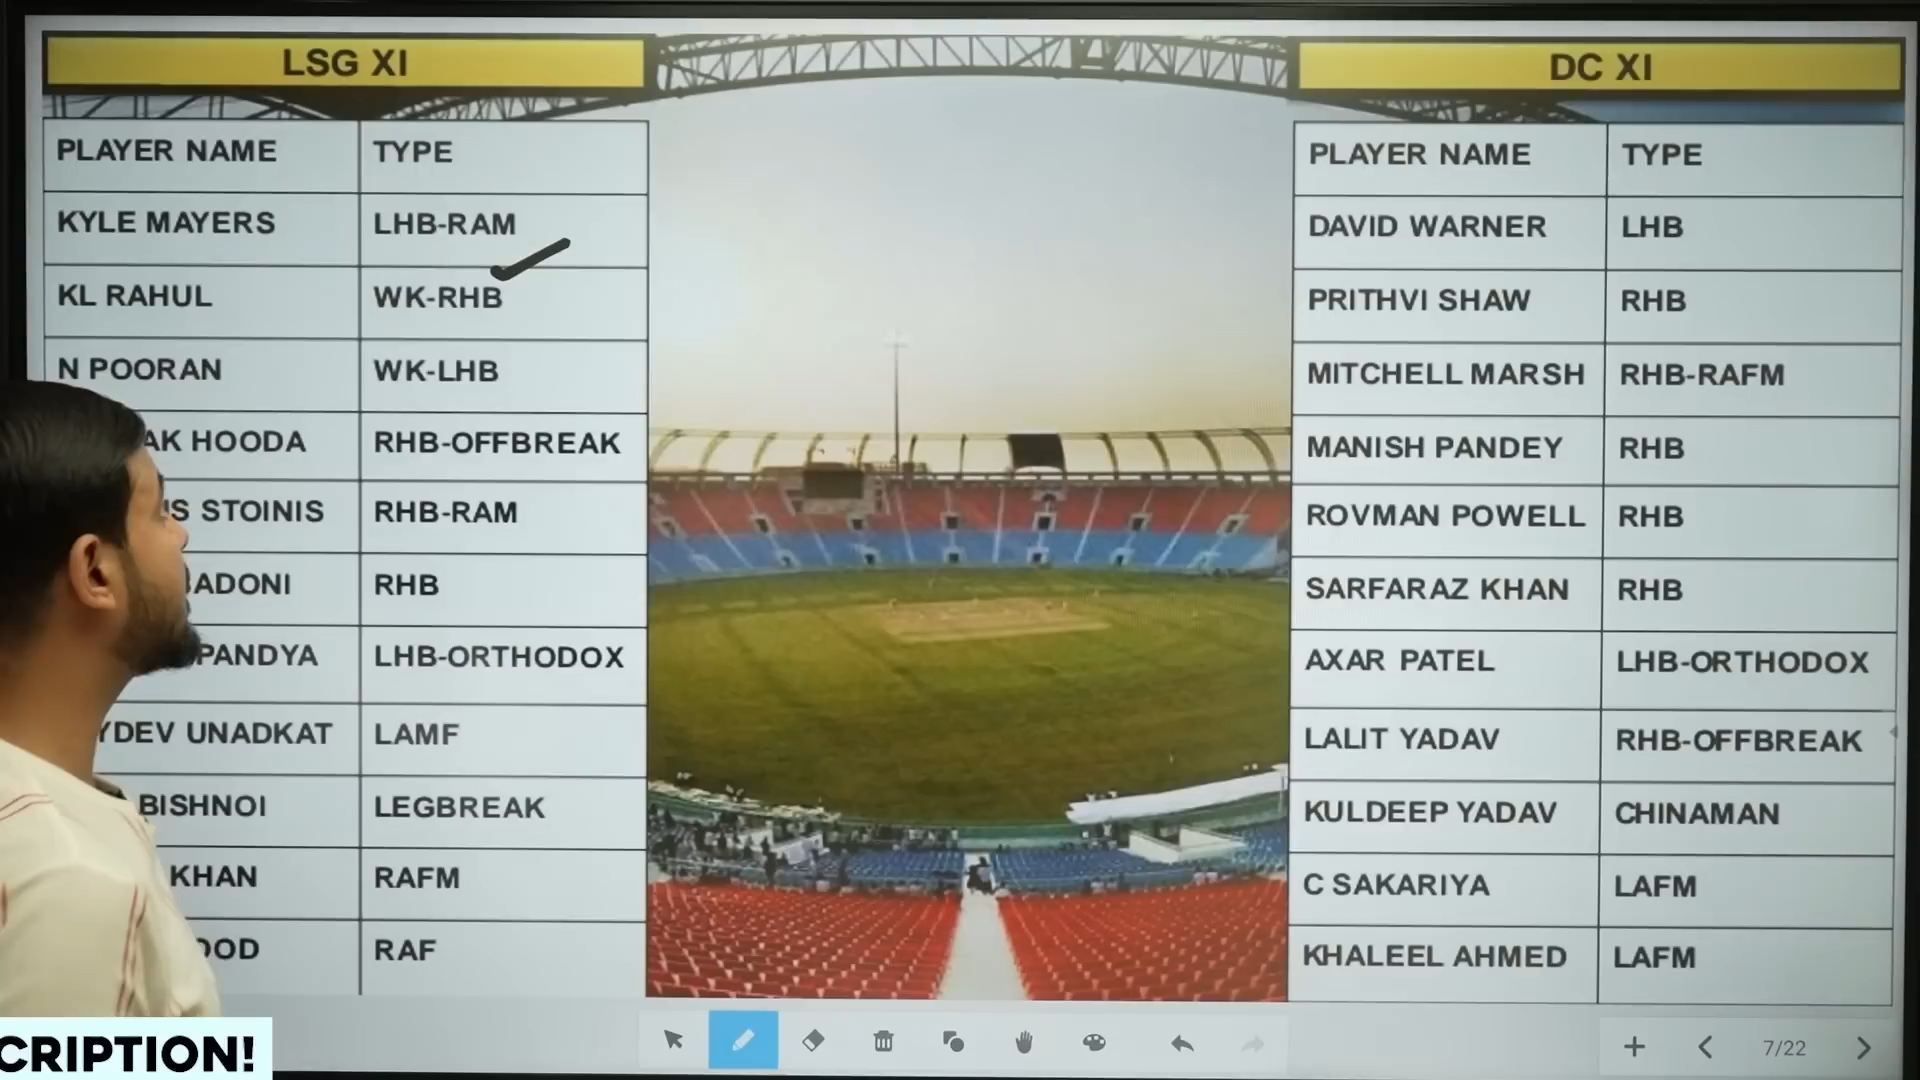 LSG XI
PLAYER NAME TYPE
KYLE MAYERS LHB-RAM
KL RAHUL WK-RHB
N POORAN WK-LHB
HOODA RHB-OFFBREAK
STOINIS RHB-RAM
RHB
PANDYA LHB-ORTHODOX
UNADKAT LAMF
BISHNOI LEGBREAK
KHAN RAFM
RAF
DC XI
PLAYER NAME TYPE
DAVID WARNER LHB
PRITHVI SHAW RHB
MITCHELL MARSH RHB-RAFM
MANISH PANDEY RHB
ROVMAN POWELL RHB
SARFARAZ KHAN RHB
AXAR PATEL LHB-ORTHODOX
LALIT YADAV RHB-OFFBREAK
KULDEEP YADAV CHINAMAN
C SAKARIYA LAFM
KHALEEL AHMED LAFM
CRIPTION!
7/22